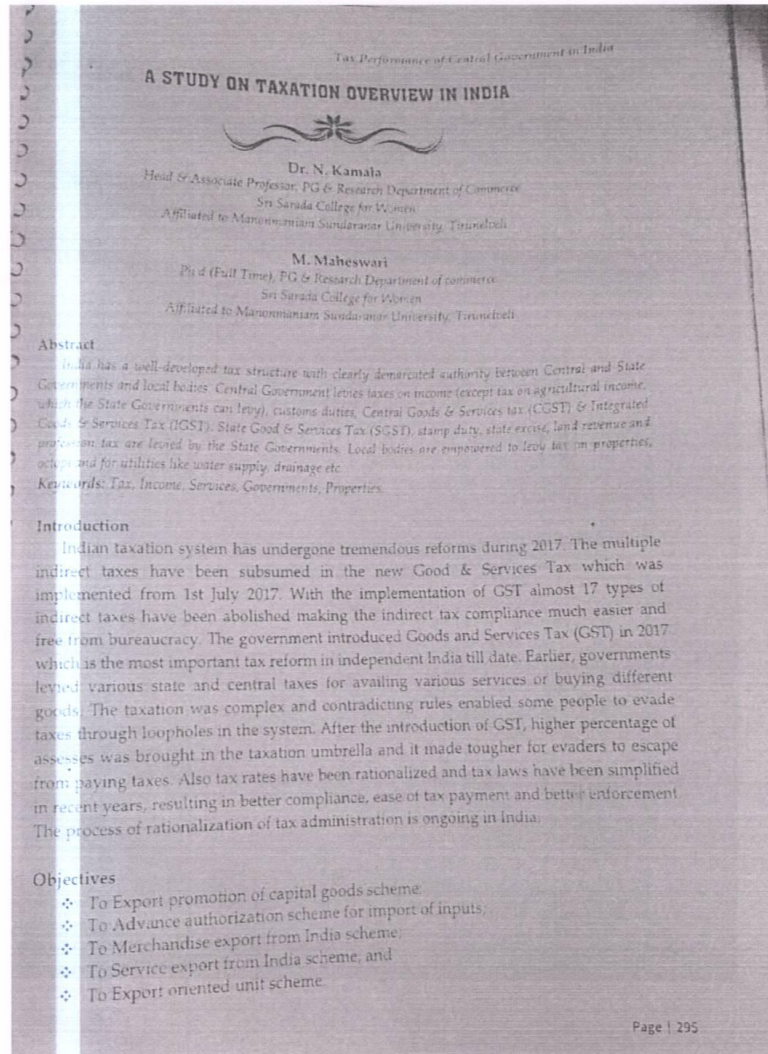 Tax Performance of Central Government in India
A STUDY ON TAXATION OVERVIEW IN INDIA
Dr. N. Kamala
Head & Associate Professor, PG & Research Department of Commerce
Sri Sarada College for Women
Affiliated to Manonmaniam Sundaranar University, Tirunelveli
M. Maheswari
Ph.d (Full Time), PG & Research Department of commerce
Sri Sarada College for Women
Affiliated to Manonmaniam Sundaranar University, Tirunelveli
Abstract
India has a well-developed tax structure with clearly demarcated authority between Central and State
Governments and local bodies. Central Government levies taxes on income (except tax on agricultural income,
which the State Governments can levy), customs duties, Central Goods & Services tax (CGST) & Integrated
Goods & Services Tax (IGST). State Good & Services Tax (SGST), stamp duty, state excise, land revenue and
profession tax are levied by the State Governments. Local bodies are empowered to levy tax on properties,
octroi and for utilities like water supply, drainage etc.
Keywords: Tax, Income, Services, Governments, Properties.
Introduction
Indian taxation system has undergone tremendous reforms during 2017. The multiple
indirect taxes have been subsumed in the new Good & Services Tax which was
implemented from 1st July 2017. With the implementation of GST almost 17 types of
indirect taxes have been abolished making the indirect tax compliance much easier and
free from bureaucracy. The government introduced Goods and Services Tax (GST) in 2017
which is the most important tax reform in independent India till date. Earlier, governments
levied various state and central taxes for availing various services or buying different
goods. The taxation was complex and contradicting rules enabled some people to evade
taxes through loopholes in the system. After the introduction of GST, higher percentage of
assesses was brought in the taxation umbrella and it made tougher for evaders to escape
from paying taxes. Also tax rates have been rationalized and tax laws have been simplified
in recent years, resulting in better compliance, ease of tax payment and better enforcement.
The process of rationalization of tax administration is ongoing in India.
Objectives
❖ To Export promotion of capital goods scheme;
❖ To Advance authorization scheme for import of inputs;
❖ To Merchandise export from India scheme;
❖ To Service export from India scheme; and
❖ To Export oriented unit scheme.
Page | 295